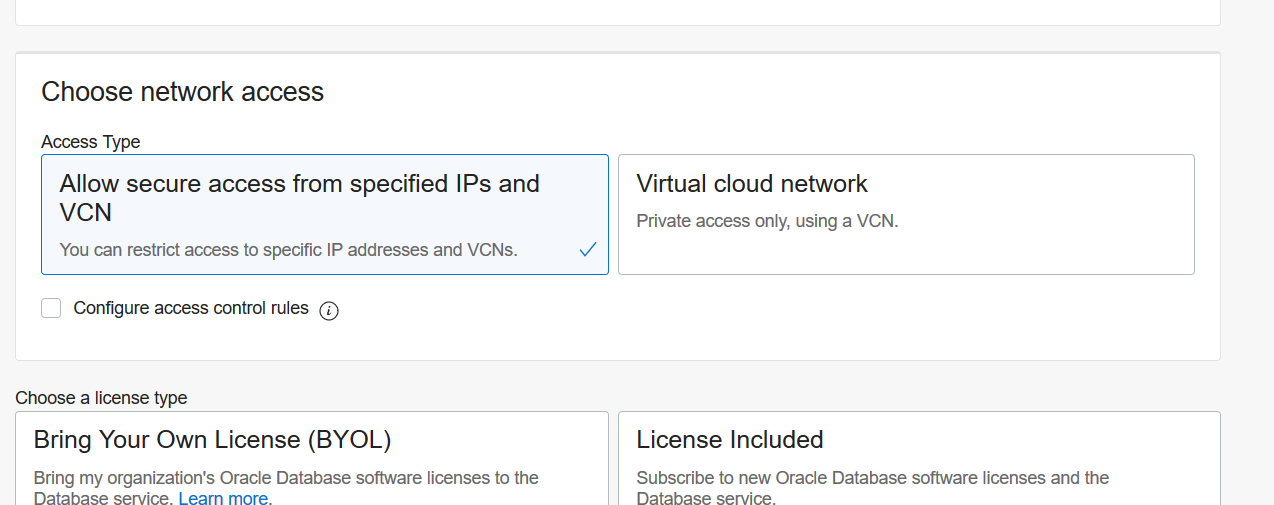 Choose network access
Access Type
Allow secure access from specified IPs and
VCN
You can restrict access to specific IP addresses and VCNs.
Virtual cloud network
Private access only, using a VCN.
Configure access control rules
Choose a license type
Bring Your Own License (BYOL)
Bring my organization's Oracle Database software licenses to the
Database service. Learn more.
License Included
Subscribe to new Oracle Database software licenses and the
Database service.